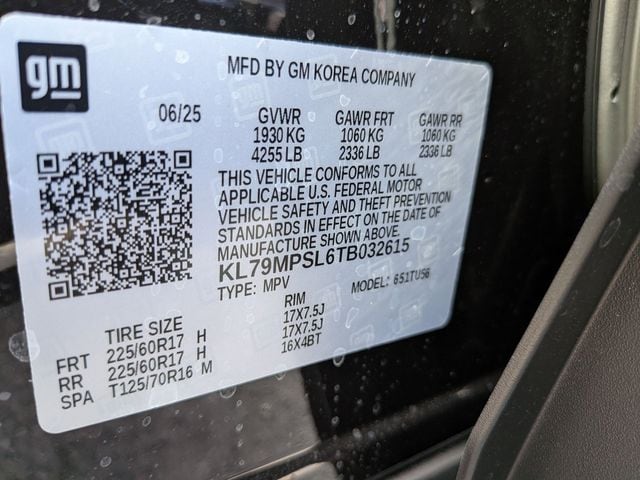 gm
MFD BY GM KOREA COMPANY
06/25 GVWR GAWR FRT GAWR RR
1930 KG 1060 KG 1060 KG
4255 LB 2336 LB 2336 LB
THIS VEHICLE CONFORMS TO ALL
APPLICABLE U.S. FEDERAL MOTOR
VEHICLE SAFETY AND THEFT PREVENTION
STANDARDS IN EFFECT ON THE DATE OF
MANUFACTURE SHOWN ABOVE.
KL79MPSL6TB032615
TYPE: MPV MODEL: 651TU56
TIRE SIZE RIM
FRT 225/60R17 H 17X7.5J
RR 225/60R17 H 17X7.5J
SPA T125/70R16 M 16X4BT